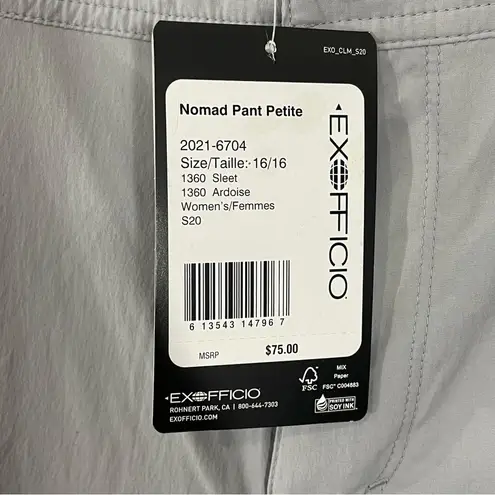 EXO_CLM_S20
Nomad Pant Petite
2021-6704
Size/Taille:-16/16
1360 Sleet
1360 Ardoise
Women's/Femmes
S20
6 13543 14796 7
MSRP $75.00
EXOFFICIO
EXOFFICIO
ROHNERT PARK, CA | 800-644-7303
EXOFFICIO.COM
FSC
MIX
Paper
FSC® C004883
PRINTED WITH
SOY INK